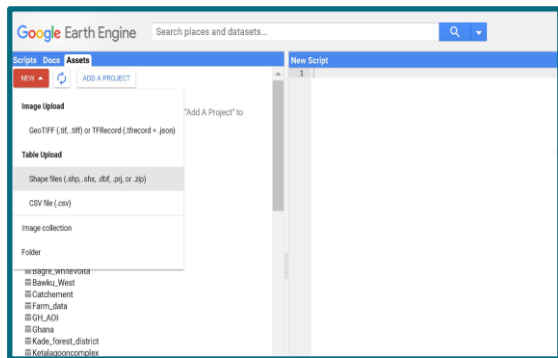 Google Earth Engine
Search places and datasets...
Scripts Docs Assets
New Script
NEW
ADD A PROJECT
1
Image Upload
"Add A Project" to
GeoTIFF (.tif, .tiff) or TFRecord (.tfrecord + .json)
Table Upload
Shape files (.shp, .shx, .dbf, .prj, or .zip)
CSV file (.csv)
Image collection
Folder
Bagre_whitevolta
Bawku_West
Catchement
Farm_data
GH_AOI
Ghana
Kade_forest_district
Ketalagooncomplex